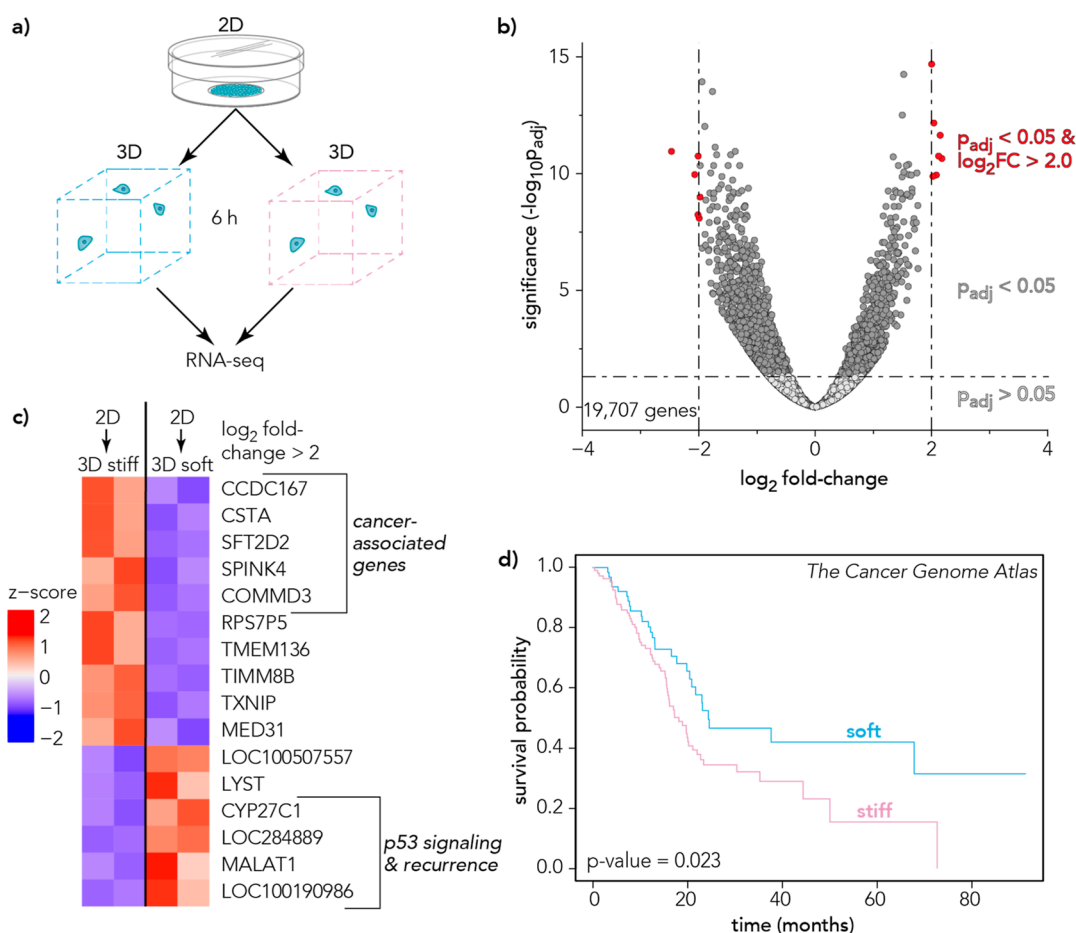 a)
2D
3D
3D
6 h
RNA-seq
b)
significance (-log10padj)
15
10
5
0
padj < 0.05 &
log2FC > 2.0
padj < 0.05
padj > 0.05
19,707 genes
−4
−2
0
2
4
log2 fold-change
c)
2D
2D
3D stiff
3D soft
log2 fold-
change > 2
z−score
2
1
0
−1
−2
CCDC167
CSTA
SFT2D2
SPINK4
COMMD3
RPS7P5
TMEM136
TIMM8B
TXNIP
MED31
LOC100507557
LYST
CYP27C1
LOC284889
MALAT1
LOC100190986
cancer-
associated
genes
p53 signaling
& recurrence
d)
The Cancer Genome Atlas
survival probability
1.0
0.8
0.6
0.4
0.2
0.0
soft
stiff
p-value = 0.023
0
20
40
60
80
time (months)